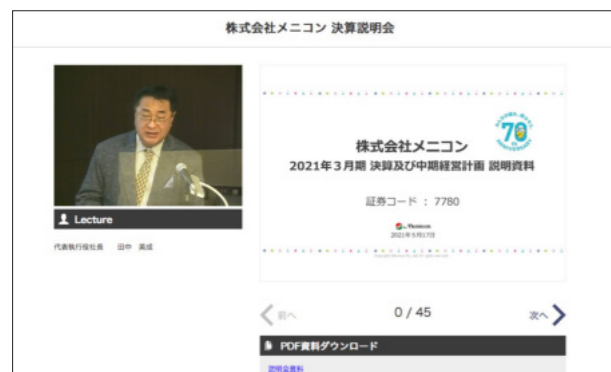 株式会社メニコン 決算説明会
70
ANNIVERSARY
株式会社メニコン
2021年3月期 決算及び中期経営計画 説明資料
証券コード : 7780
Menicon
2021年5月17日
Lecture
代表執行役社長 田中 英成
前へ
0 / 45
次へ
PDF資料ダウンロード
説明会資料